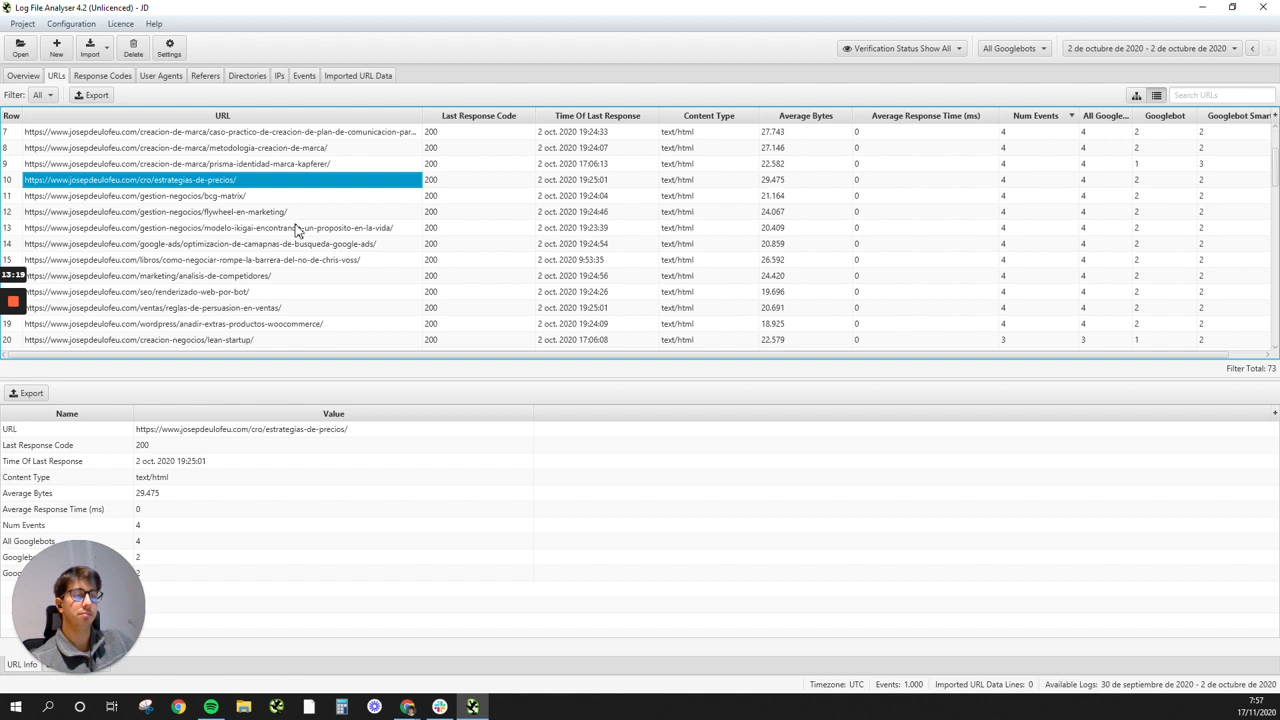 Log File Analyser 4.2 (Unlicenced) - JD
Project Configuration Licence Help
Open New Import Delete Settings
Verification Status Show All All Googlebots 2 de octubre de 2020 - 2 de octubre de 2020
Overview URLs Response Codes User Agents Referers Directories IPs Events Imported URL Data
Filter: All Export Search URLs
Row URL Last Response Code Time Of Last Response Content Type Average Bytes Average Response Time (ms) Num Events All Google... Googlebot Googlebot Smart
7 https://www.josepdeulofeu.com/creacion-de-marca/caso-practico-de-creacion-de-plan-de-comunicacion-par... 200 2 oct. 2020 19:24:33 text/html 27.743 0 4 4 2 2
8 https://www.josepdeulofeu.com/creacion-de-marca/metodologia-creacion-de-marca/ 200 2 oct. 2020 19:24:07 text/html 27.146 0 4 4 2 2
9 https://www.josepdeulofeu.com/creacion-de-marca/prisma-identidad-marca-kapferer/ 200 2 oct. 2020 17:06:13 text/html 22.582 0 4 4 1 3
10 https://www.josepdeulofeu.com/cro/estrategias-de-precios/ 200 2 oct. 2020 19:25:01 text/html 29.475 0 4 4 2 2
11 https://www.josepdeulofeu.com/gestion-negocios/bcg-matrix/ 200 2 oct. 2020 19:24:04 text/html 21.164 0 4 4 2 2
12 https://www.josepdeulofeu.com/gestion-negocios/flywheel-en-marketing/ 200 2 oct. 2020 19:24:46 text/html 24.067 0 4 4 2 2
13 https://www.josepdeulofeu.com/gestion-negocios/modelo-ikigai-encontrando-un-proposito-en-la-vida/ 200 2 oct. 2020 19:23:39 text/html 20.409 0 4 4 2 2
14 https://www.josepdeulofeu.com/google-ads/optimizacion-de-camapnas-de-busqueda-google-ads/ 200 2 oct. 2020 19:24:54 text/html 20.859 0 4 4 2 2
15 https://www.josepdeulofeu.com/libros/como-negociar-rompe-la-barrera-del-no-de-chris-voss/ 200 2 oct. 2020 9:53:35 text/html 26.592 0 4 4 2 2
13:19 https://www.josepdeulofeu.com/marketing/analisis-de-competidores/ 200 2 oct. 2020 19:24:56 text/html 24.420 0 4 4 2 2
https://www.josepdeulofeu.com/seo/renderizado-web-por-bot/ 200 2 oct. 2020 19:24:26 text/html 19.696 0 4 4 2 2
https://www.josepdeulofeu.com/ventas/reglas-de-persuasion-en-ventas/ 200 2 oct. 2020 19:25:01 text/html 20.691 0 4 4 2 2
19 https://www.josepdeulofeu.com/wordpress/anadir-extras-productos-woocommerce/ 200 2 oct. 2020 19:24:09 text/html 18.925 0 4 4 2 2
20 https://www.josepdeulofeu.com/creacion-negocios/lean-startup/ 200 2 oct. 2020 17:06:08 text/html 22.579 0 3 3 1 2
Filter Total: 73
Export
Name Value
URL https://www.josepdeulofeu.com/cro/estrategias-de-precios/
Last Response Code 200
Time Of Last Response 2 oct. 2020 19:25:01
Content Type text/html
Average Bytes 29.475
Average Response Time (ms) 0
Num Events 4
All Googlebots 4
2
URL Info
Timezone: UTC Events: 1.000 Imported URL Data Lines: 0 Available Logs: 30 de septiembre de 2020 - 2 de octubre de 2020
7:57
17/11/2020